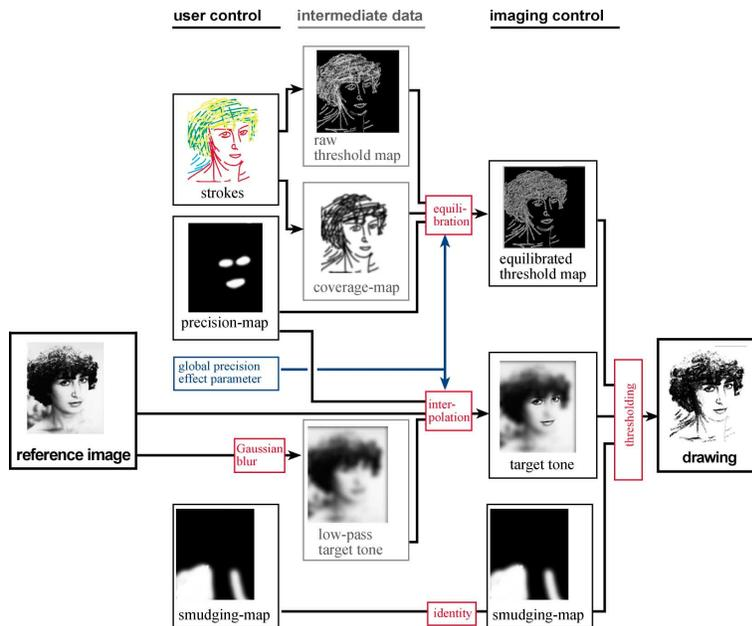 user control
intermediate data
imaging control
strokes
raw
threshold map
coverage-map
precision-map
equili-
bration
equilibrated
threshold map
global precision
effect parameter
inter-
polation
reference image
Gaussian
blur
low-pass
target tone
target tone
thresholding
drawing
smudging-map
identity
smudging-map